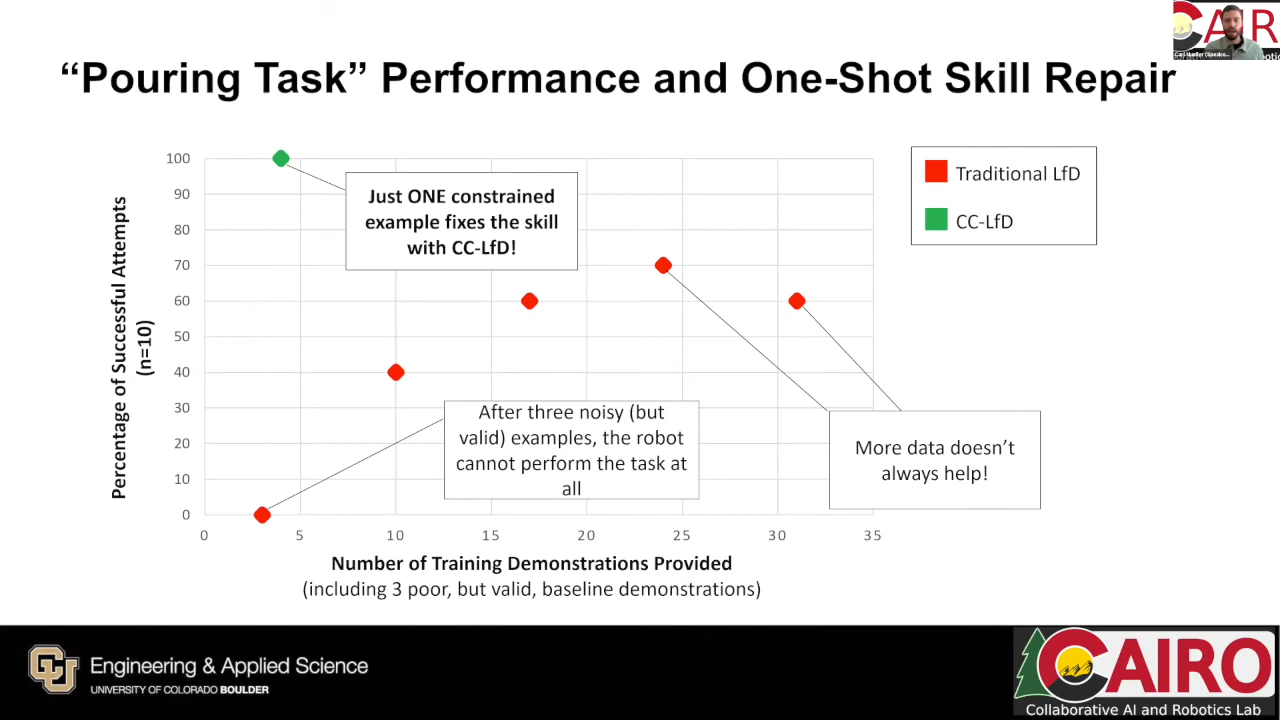 “Pouring Task” Performance and One-Shot Skill Repair
Percentage of Successful Attempts
(n=10)
100
90
80
70
60
50
40
30
20
10
0
0
5
10
15
20
25
30
35
Just ONE constrained
example fixes the skill
with CC-LfD!
After three noisy (but
valid) examples, the robot
cannot perform the task at
all
More data doesn’t
always help!
Traditional LfD
CC-LfD
Number of Training Demonstrations Provided
(including 3 poor, but valid, baseline demonstrations)
CU
Engineering & Applied Science
UNIVERSITY OF COLORADO BOULDER
CAIRO
Collaborative AI and Robotics Lab